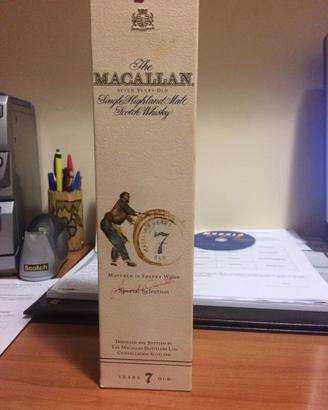 The
MACALLAN.
SEVEN YEARS OLD
Single Highland Malt
Scotch Whisky
7
OLD
MATURED IN SHERRY WOOD
Special Selection
DISTILLED AND BOTTLED BY
THE MACALLAN DISTILLERS LTD.
CRAIGELLACHIE SCOTLAND
YEARS 7 OLD
Scotch